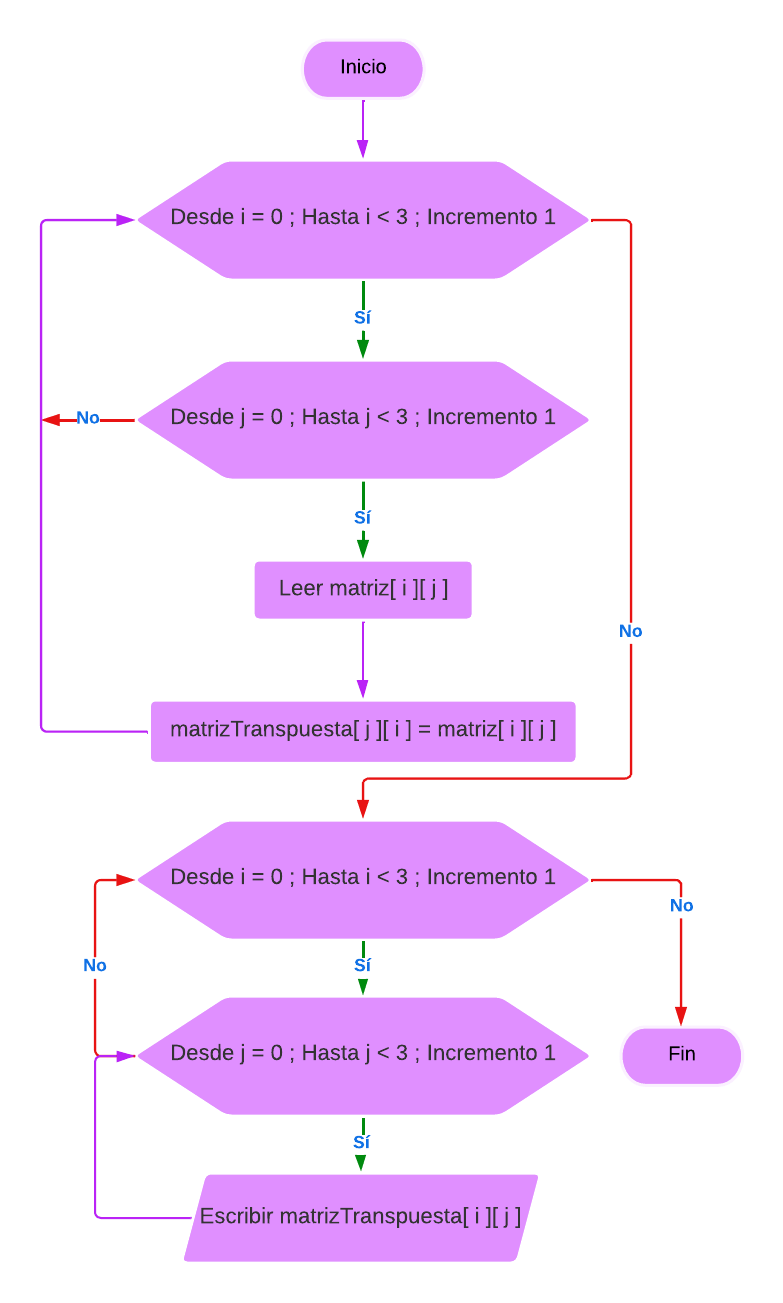 Inicio
Desde i = 0 ; Hasta i < 3 ; Incremento 1
Sí
Desde j = 0 ; Hasta j < 3 ; Incremento 1
No
Sí
Leer matriz[ i ][ j ]
No
matrizTranspuesta[ j ][ i ] = matriz[ i ][ j ]
Desde i = 0 ; Hasta i < 3 ; Incremento 1
No
Sí
No
Desde j = 0 ; Hasta j < 3 ; Incremento 1
Fin
Sí
Escribir matrizTranspuesta[ i ][ j ]